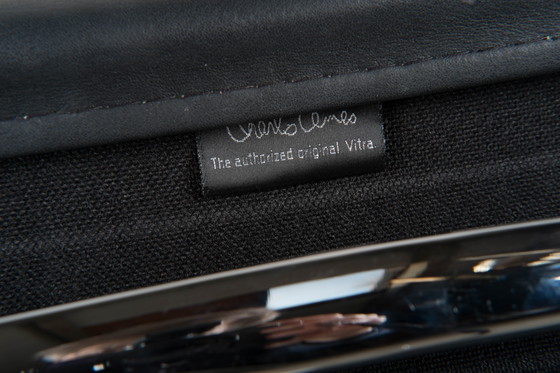 Charles Eames
The authorized original Vitra.